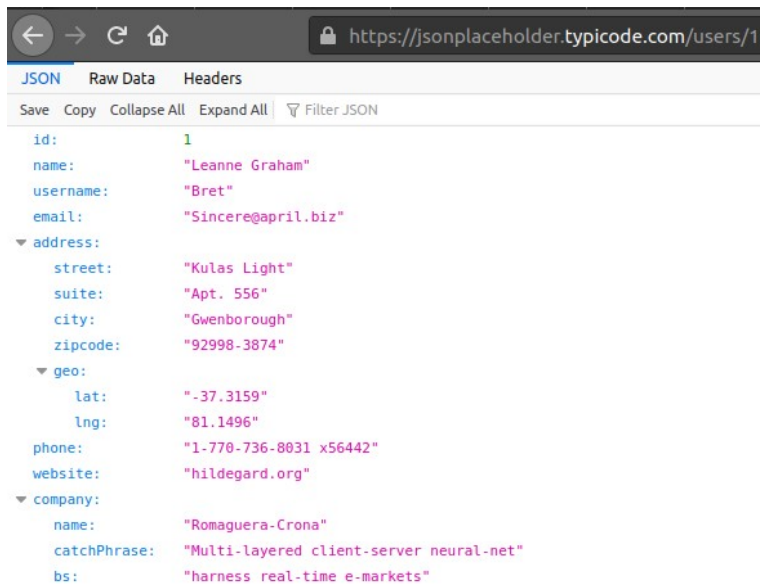 https://jsonplaceholder.typicode.com/users/1
JSON Raw Data Headers
Save Copy Collapse All Expand All Filter JSON
id: 1
name: "Leanne Graham"
username: "Bret"
email: "Sincere@april.biz"
address:
street: "Kulas Light"
suite: "Apt. 556"
city: "Gwenborough"
zipcode: "92998-3874"
geo:
lat: "-37.3159"
lng: "81.1496"
phone: "1-770-736-8031 x56442"
website: "hildegard.org"
company:
name: "Romaguera-Crona"
catchPhrase: "Multi-layered client-server neural-net"
bs: "harness real-time e-markets"